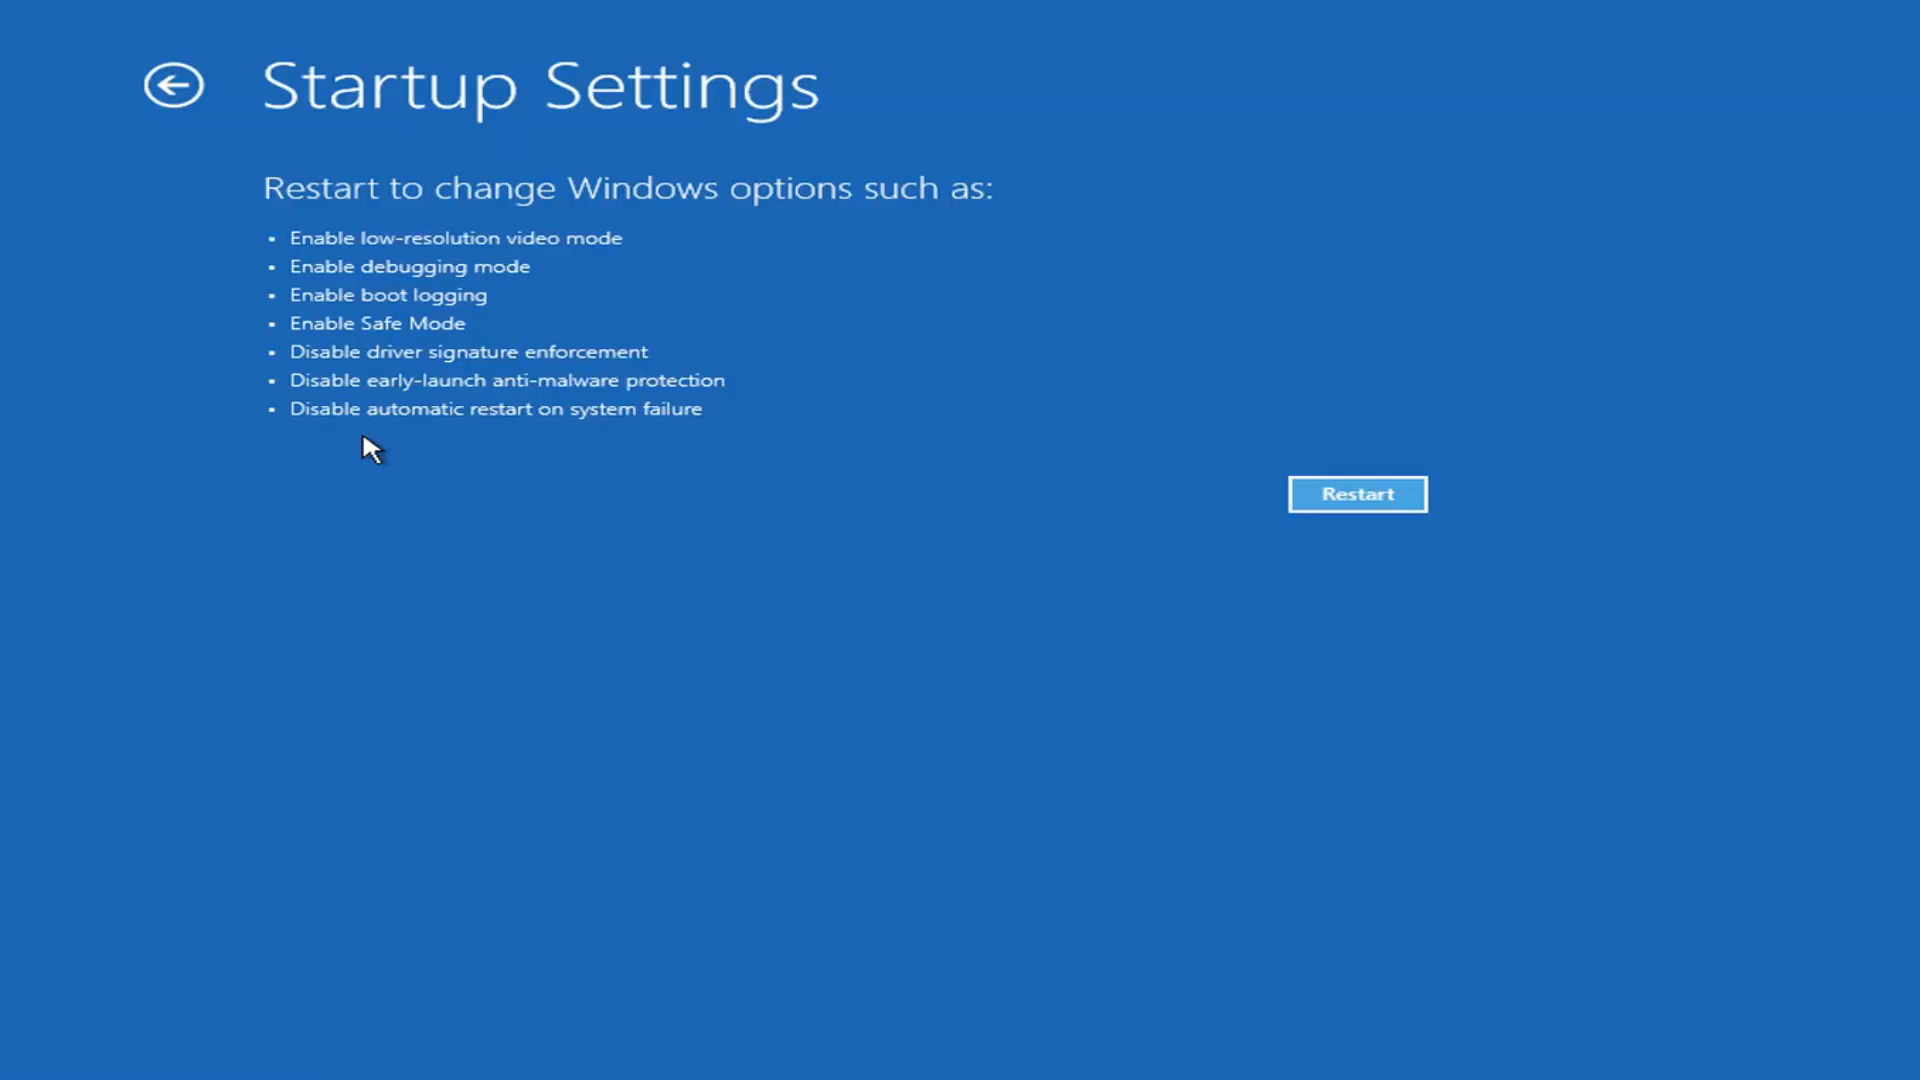 Startup Settings
Restart to change Windows options such as:
• Enable low-resolution video mode
• Enable debugging mode
• Enable boot logging
• Enable Safe Mode
• Disable driver signature enforcement
• Disable early-launch anti-malware protection
• Disable automatic restart on system failure
Restart